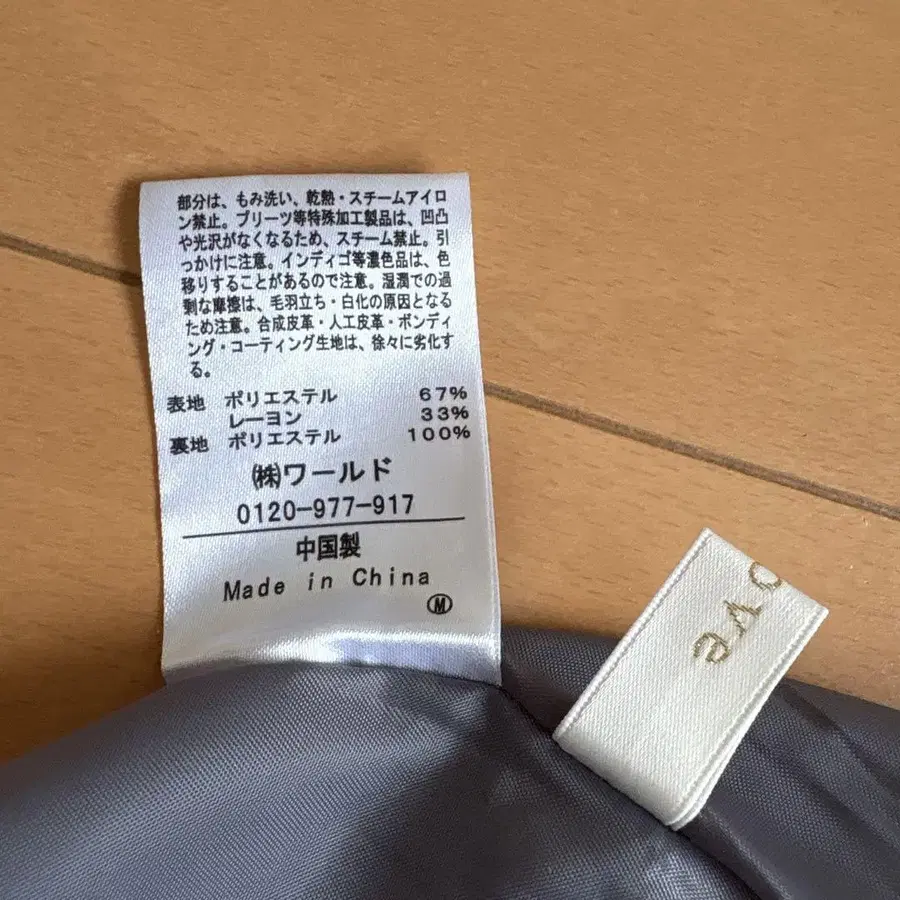 部分は、もみ洗い、乾熱・スチームアイロ
ン禁止。プリーツ等特殊加工製品は、凹凸
や光沢がなくなるため、スチーム禁止。引
っかけに注意。インディゴ等濃色品は、色
移りすることがあるので注意。湿潤での過
剰な摩擦は、毛羽立ち・白化の原因となる
ため注意。合成皮革・人工皮革・ボンディ
ング・コーティング生地は、徐々に劣化す
る。
表地 ポリエステル 67%
レーヨン 33%
裏地 ポリエステル 100%
㈱ワールド
0120-977-917
中国製
Made in China
Ⓜ
ove